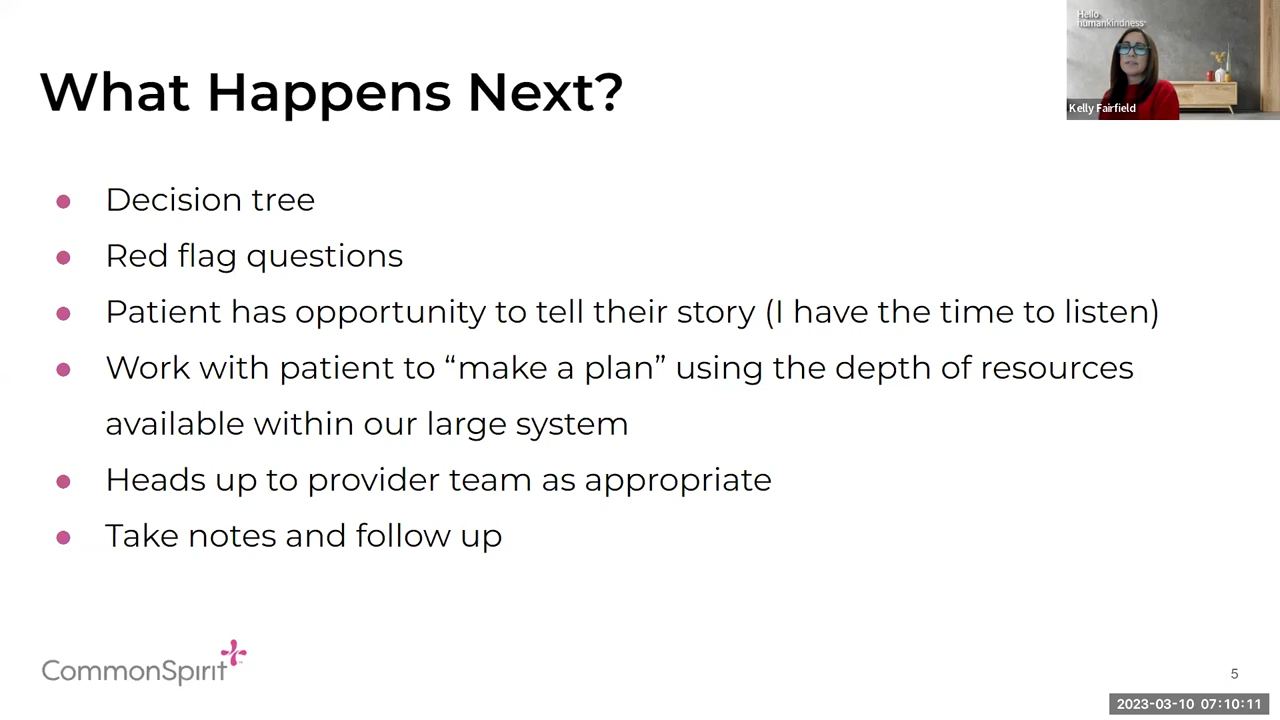 Hello
humankindness
Kelly Fairfield
What Happens Next?
● Decision tree
● Red flag questions
● Patient has opportunity to tell their story (I have the time to listen)
● Work with patient to “make a plan” using the depth of resources
available within our large system
● Heads up to provider team as appropriate
● Take notes and follow up
CommonSpirit
5
2023-03-10 07:10:11